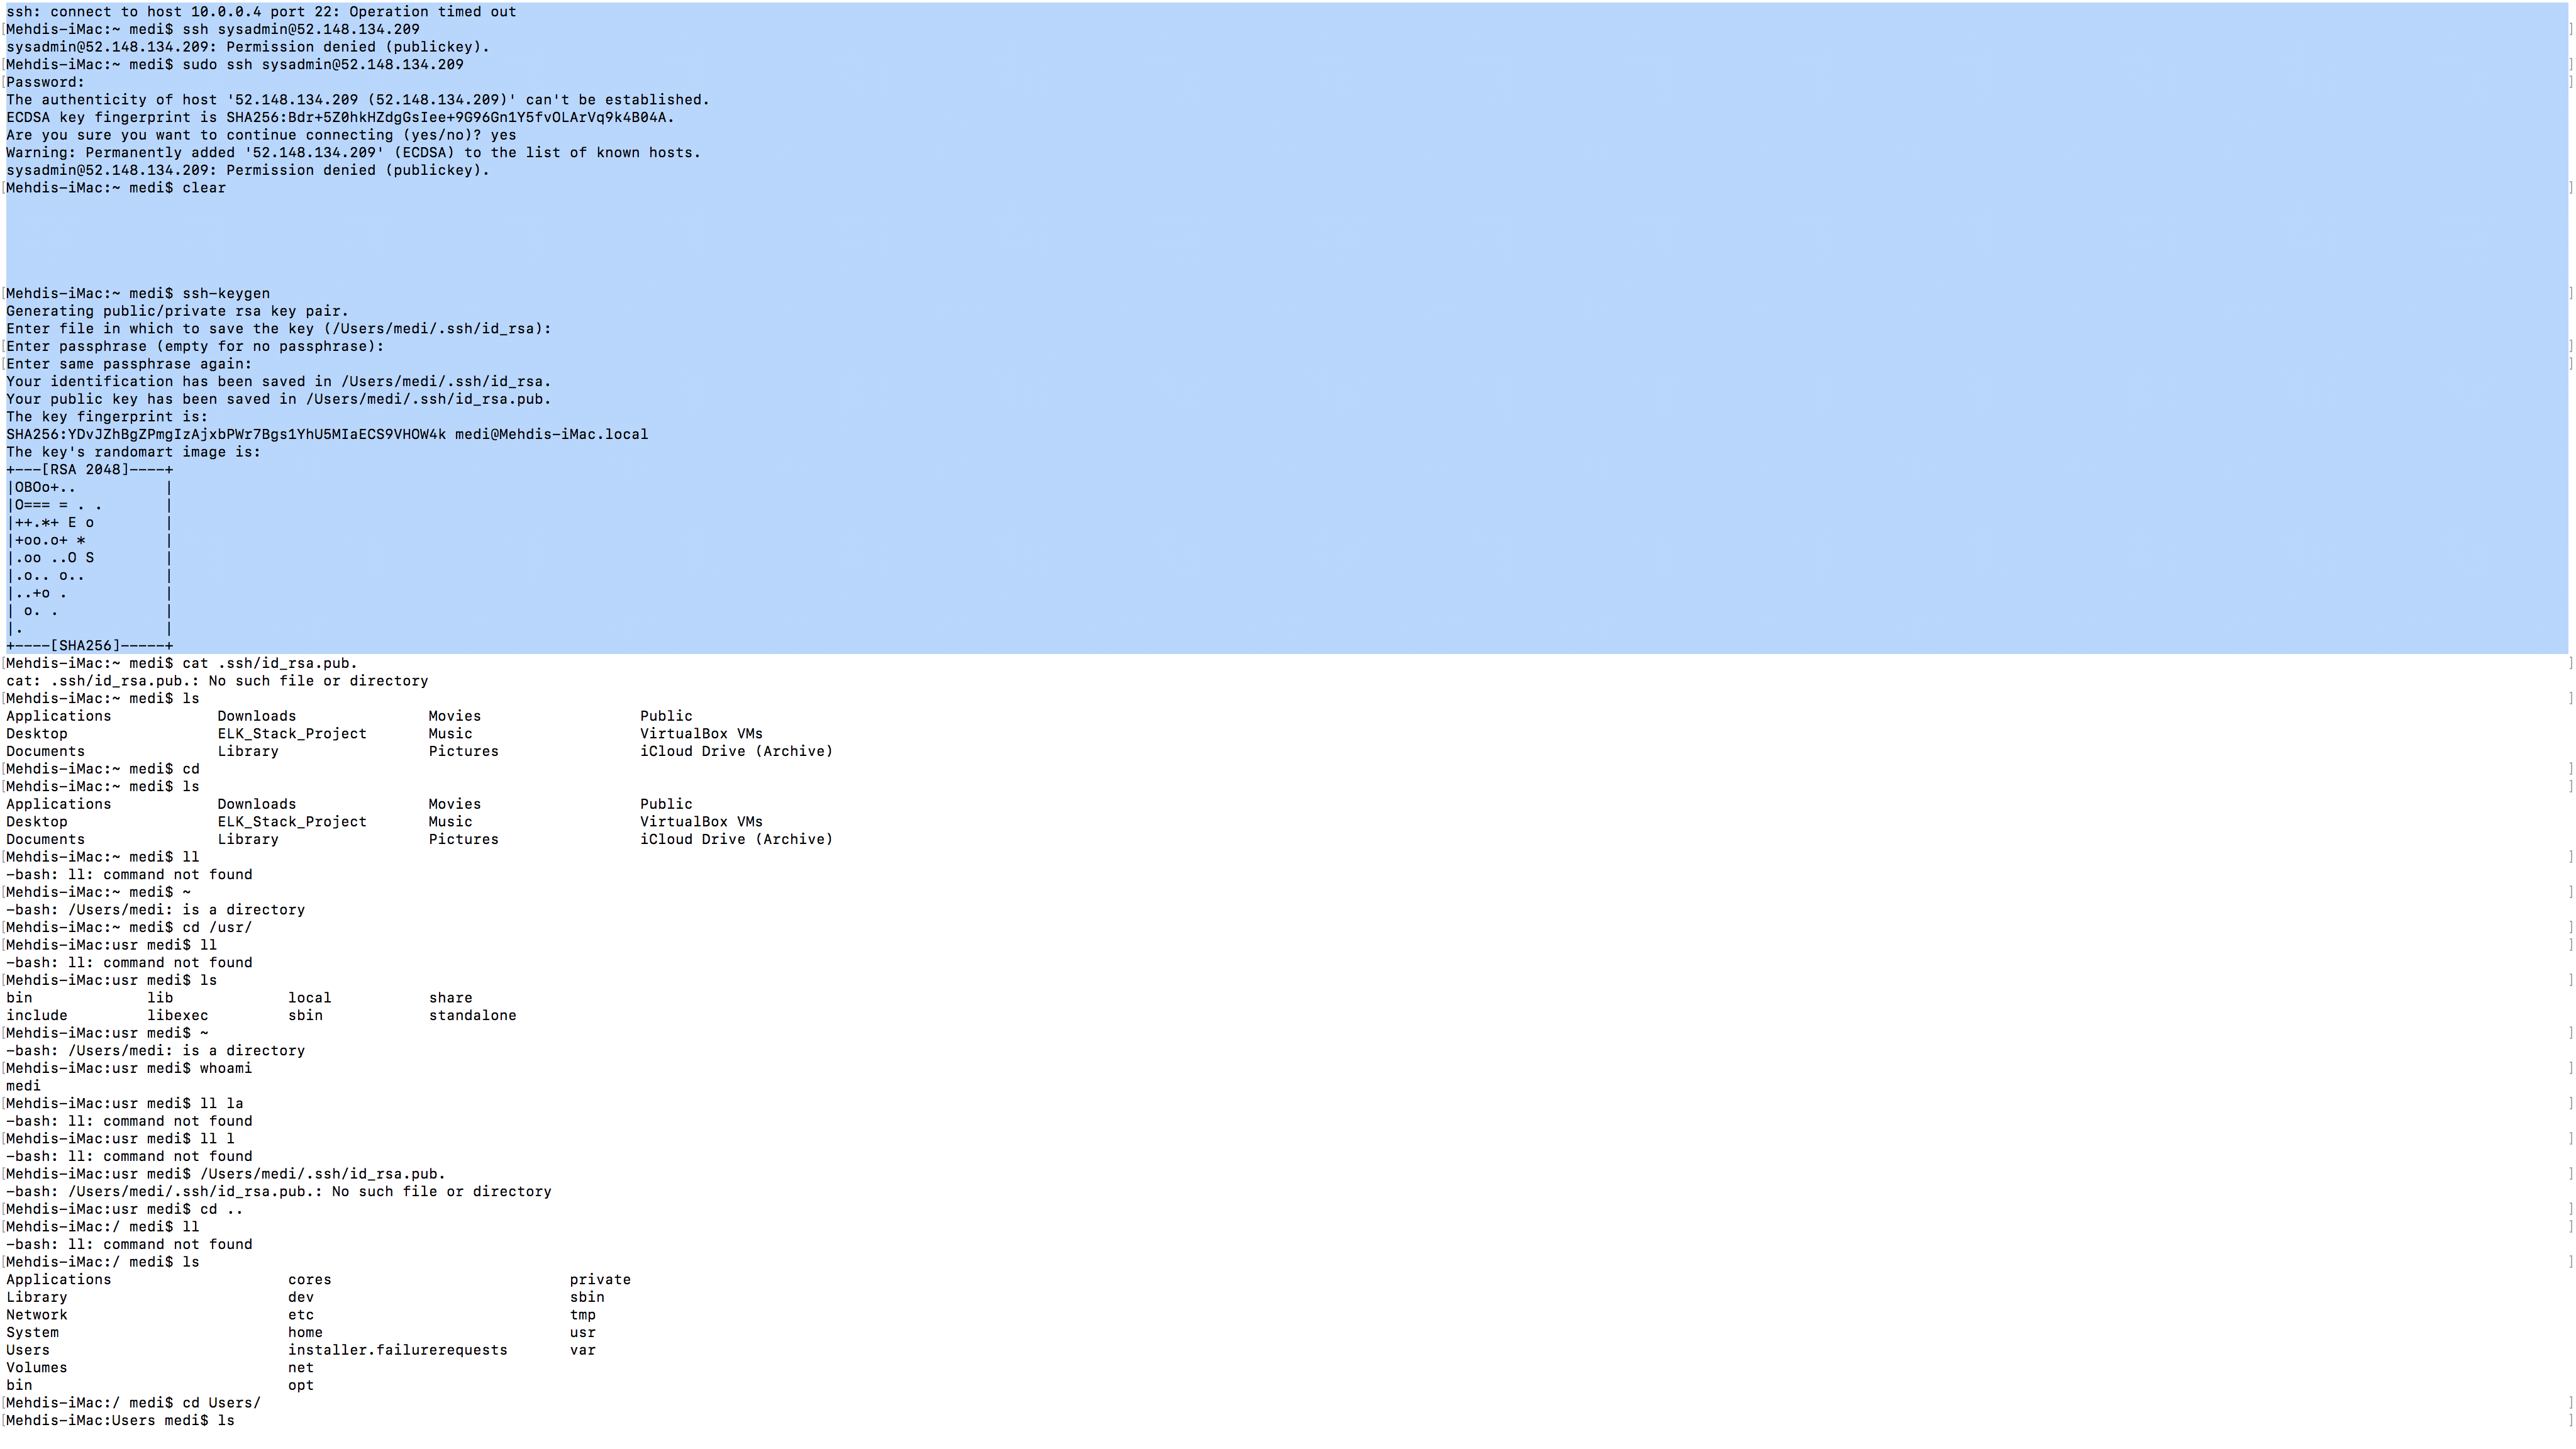 ssh: connect to host 10.0.0.4 port 22: Operation timed out
[Mehdis-iMac:~ medi$ ssh sysadmin@52.148.134.209 ]
sysadmin@52.148.134.209: Permission denied (publickey).
[Mehdis-iMac:~ medi$ sudo ssh sysadmin@52.148.134.209 ]
[Password: ]
The authenticity of host '52.148.134.209 (52.148.134.209)' can't be established.
ECDSA key fingerprint is SHA256:Bdr+5Z0hkHZdgGsIee+9G96Gn1Y5fvOLArVq9k4B04A.
Are you sure you want to continue connecting (yes/no)? yes
Warning: Permanently added '52.148.134.209' (ECDSA) to the list of known hosts.
sysadmin@52.148.134.209: Permission denied (publickey).
[Mehdis-iMac:~ medi$ clear ]
[Mehdis-iMac:~ medi$ ssh-keygen ]
Generating public/private rsa key pair.
Enter file in which to save the key (/Users/medi/.ssh/id_rsa):
[Enter passphrase (empty for no passphrase): ]
[Enter same passphrase again: ]
Your identification has been saved in /Users/medi/.ssh/id_rsa.
Your public key has been saved in /Users/medi/.ssh/id_rsa.pub.
The key fingerprint is:
SHA256:YDvJZhBgZPmgIzAjxbPWr7Bgs1YhU5MIaECS9VHOW4k medi@Mehdis-iMac.local
The key's randomart image is:
+---[RSA 2048]----+
|OBOo+..          |
|O=== = . .       |
|++.*+ E o        |
|+oo.o+ *         |
|.oo ..O S        |
|.o.. o..         |
|..+o .           |
| o. .            |
|.                |
+----[SHA256]-----+
[Mehdis-iMac:~ medi$ cat .ssh/id_rsa.pub. ]
cat: .ssh/id_rsa.pub.: No such file or directory
[Mehdis-iMac:~ medi$ ls ]
Applications Downloads Movies Public
Desktop ELK_Stack_Project Music VirtualBox VMs
Documents Library Pictures iCloud Drive (Archive)
[Mehdis-iMac:~ medi$ cd ]
[Mehdis-iMac:~ medi$ ls ]
Applications Downloads Movies Public
Desktop ELK_Stack_Project Music VirtualBox VMs
Documents Library Pictures iCloud Drive (Archive)
[Mehdis-iMac:~ medi$ ll ]
-bash: ll: command not found
[Mehdis-iMac:~ medi$ ~ ]
-bash: /Users/medi: is a directory
[Mehdis-iMac:~ medi$ cd /usr/ ]
[Mehdis-iMac:usr medi$ ll ]
-bash: ll: command not found
[Mehdis-iMac:usr medi$ ls ]
bin lib local share
include libexec sbin standalone
[Mehdis-iMac:usr medi$ ~ ]
-bash: /Users/medi: is a directory
[Mehdis-iMac:usr medi$ whoami ]
medi
[Mehdis-iMac:usr medi$ ll la ]
-bash: ll: command not found
[Mehdis-iMac:usr medi$ ll l ]
-bash: ll: command not found
[Mehdis-iMac:usr medi$ /Users/medi/.ssh/id_rsa.pub. ]
-bash: /Users/medi/.ssh/id_rsa.pub.: No such file or directory
[Mehdis-iMac:usr medi$ cd .. ]
[Mehdis-iMac:/ medi$ ll ]
-bash: ll: command not found
[Mehdis-iMac:/ medi$ ls ]
Applications cores private
Library dev sbin
Network etc tmp
System home usr
Users installer.failurerequests var
Volumes net
bin opt
[Mehdis-iMac:/ medi$ cd Users/ ]
[Mehdis-iMac:Users medi$ ls ]